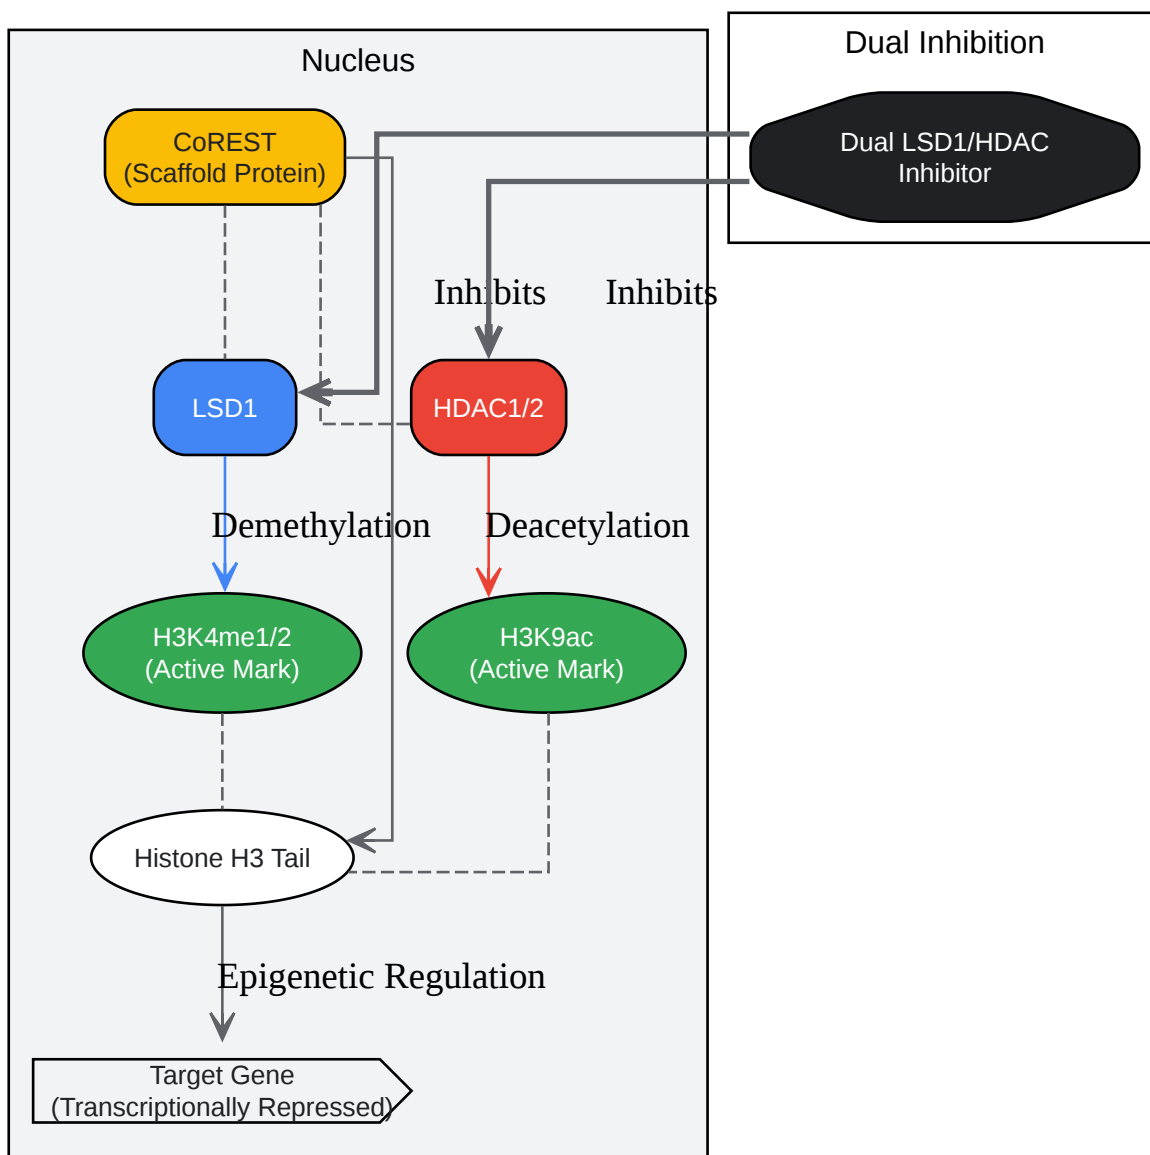 Nucleus
Dual Inhibition
CoREST
(Scaffold Protein)
Dual LSD1/HDAC
Inhibitor
Inhibits
Inhibits
LSD1
HDAC1/2
Demethylation
Deacetylation
H3K4me1/2
(Active Mark)
H3K9ac
(Active Mark)
Histone H3 Tail
Epigenetic Regulation
Target Gene
(Transcriptionally Repressed)